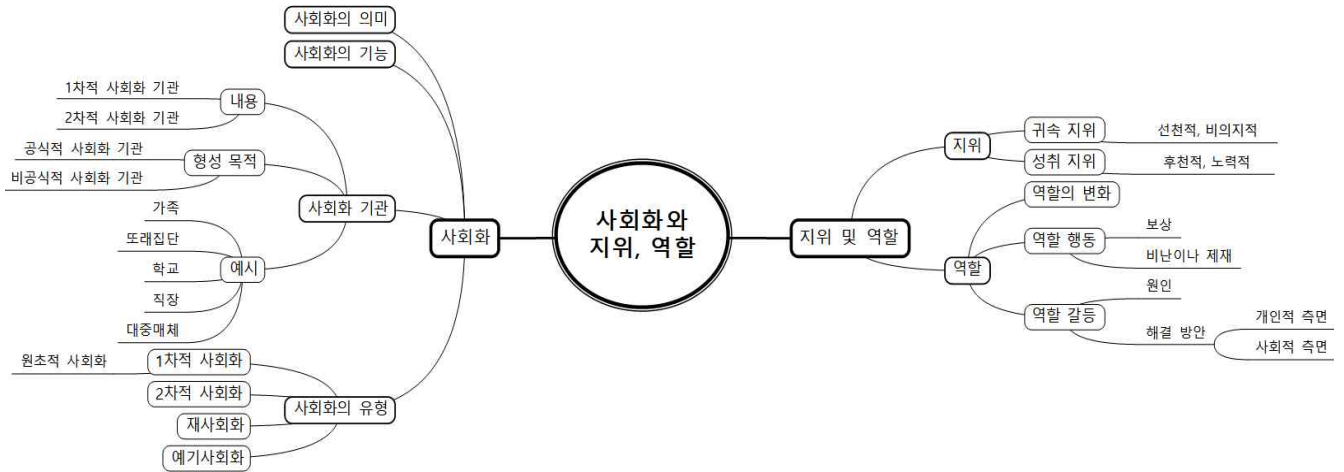 사회화와
지위, 역할
사회화
사회화의 의미
사회화의 기능
사회화 기관
내용
1차적 사회화 기관
2차적 사회화 기관
형성 목적
공식적 사회화 기관
비공식적 사회화 기관
예시
가족
또래집단
학교
직장
대중매체
사회화의 유형
1차적 사회화
원초적 사회화
2차적 사회화
재사회화
예기사회화
지위 및 역할
지위
귀속 지위
선천적, 비의지적
성취 지위
후천적, 노력적
역할
역할의 변화
역할 행동
보상
비난이나 제재
역할 갈등
원인
해결 방안
개인적 측면
사회적 측면